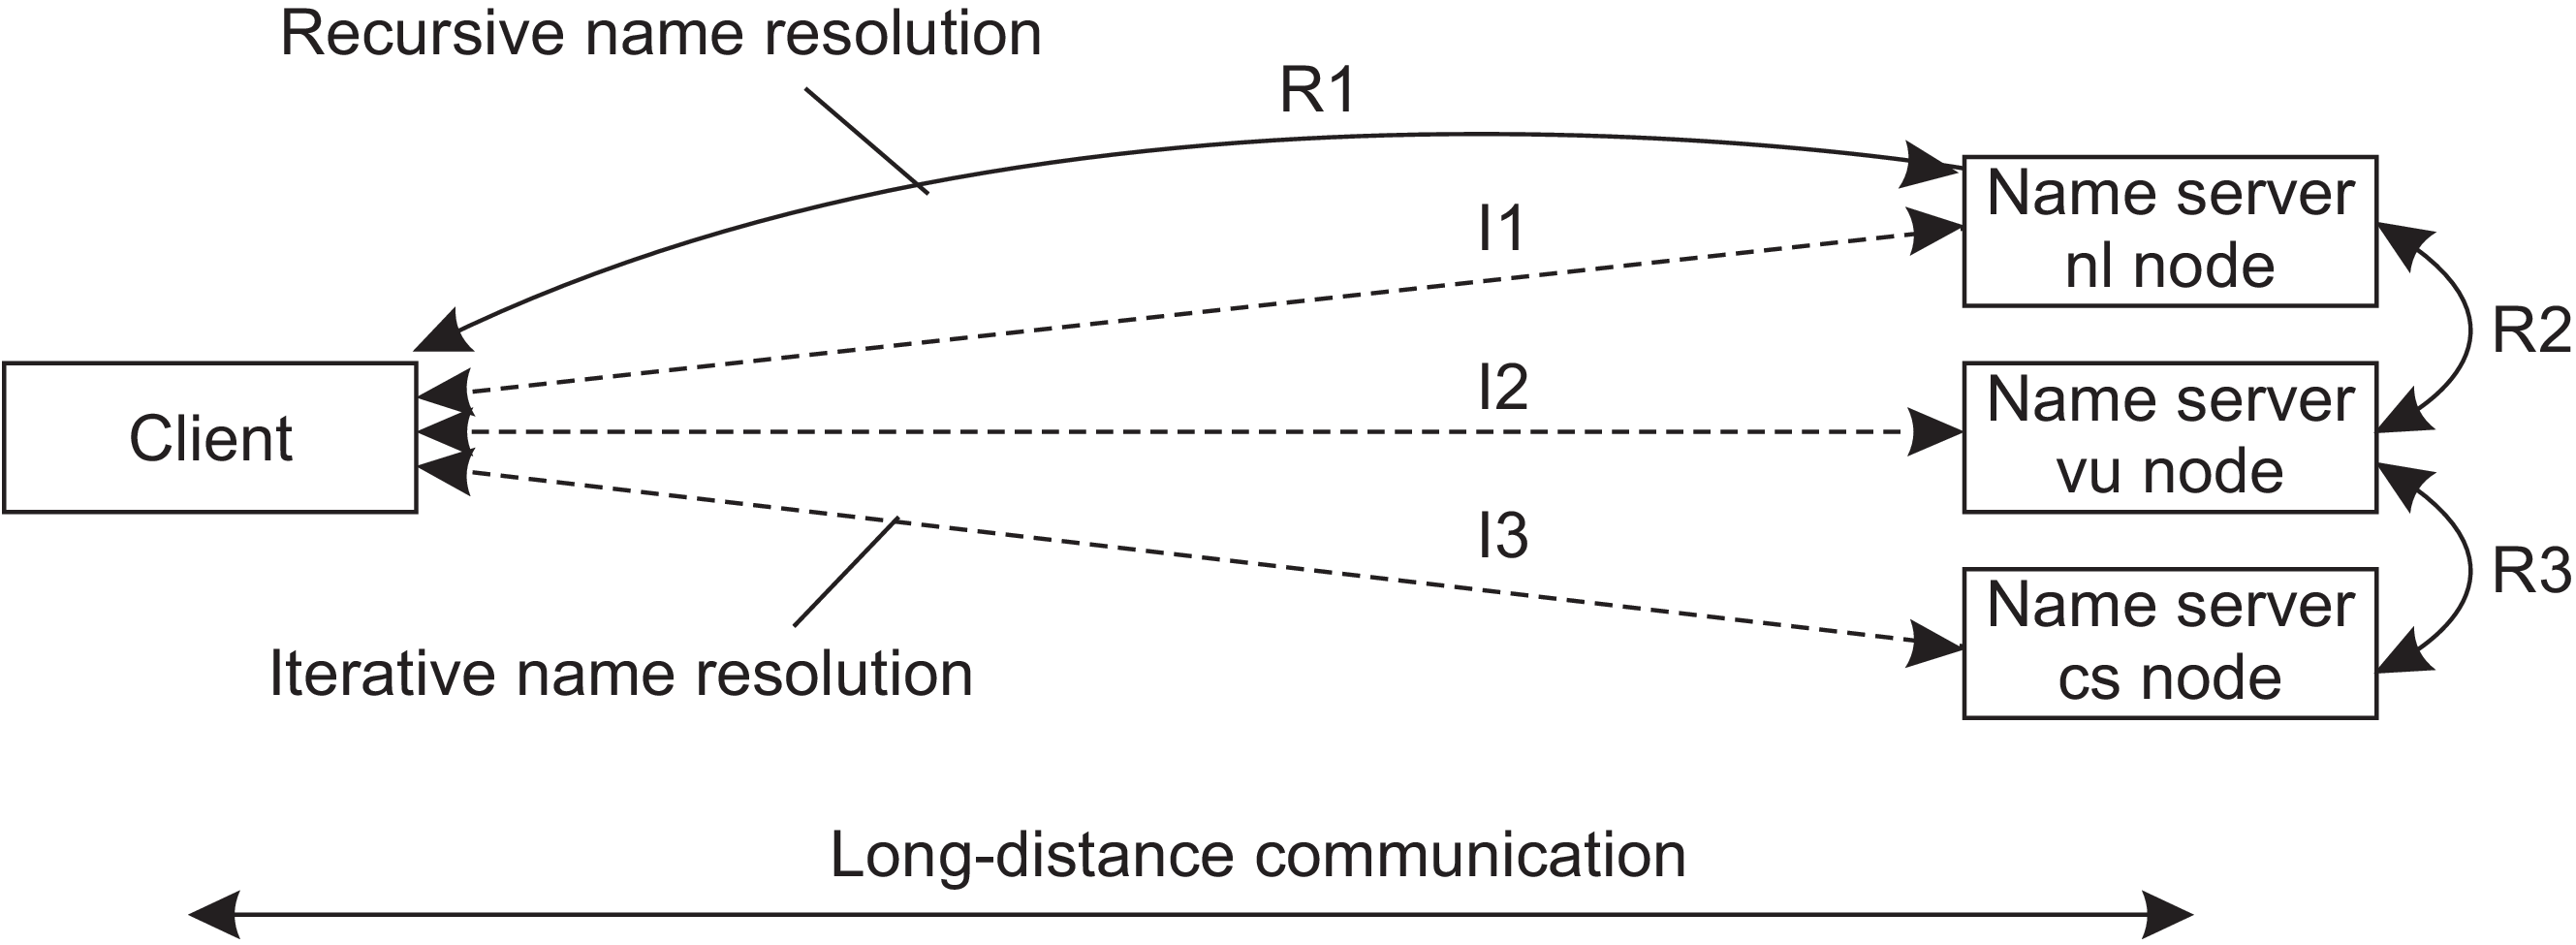 Recursive name resolution
R1
Name server
nl node
I1
R2
I2
Client
Name server
vu node
I3
R3
Name server
cs node
Iterative name resolution
Long-distance communication